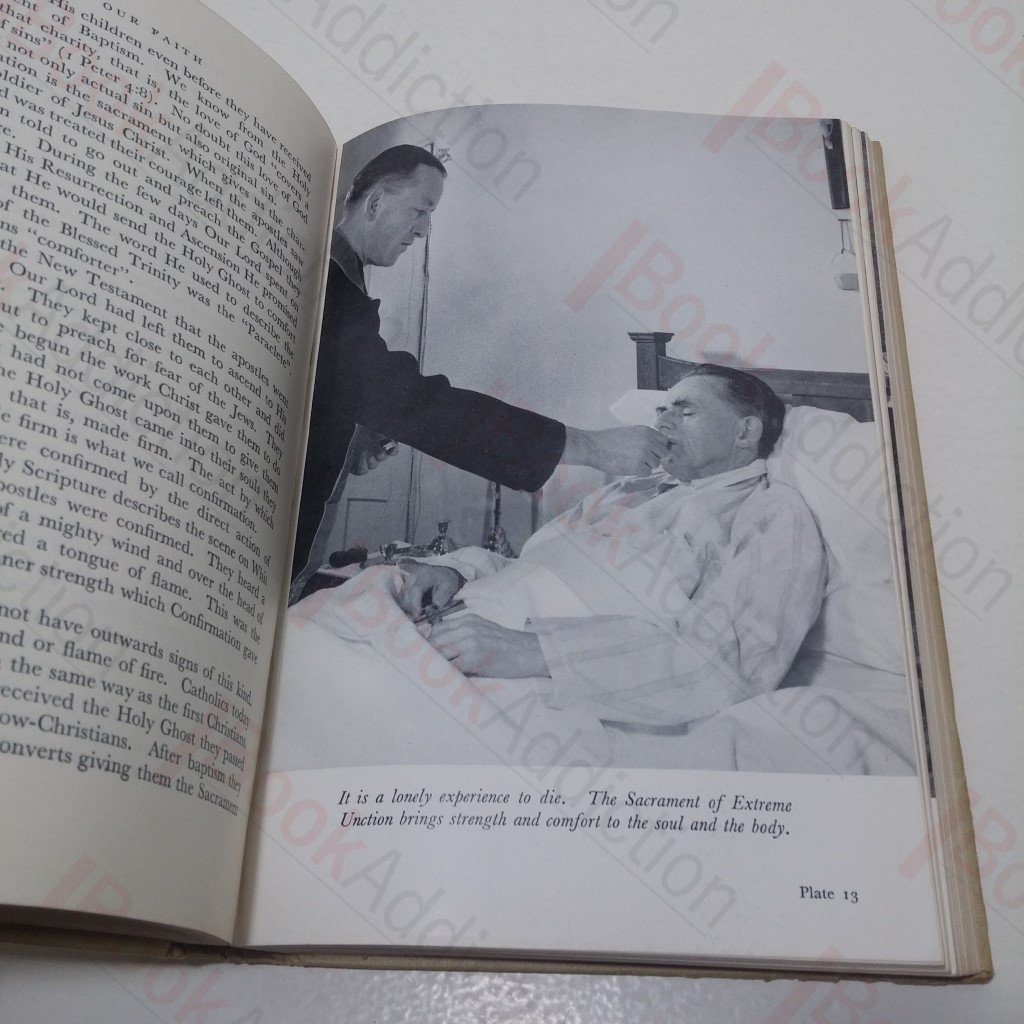 OUR FAITH
His children even before they have received
ent of Baptism. We know from the Holy
that charity, that is, the love of God "covers a
of sins" (1 Peter 4:8). No doubt this love of God
not only actual sin but also original sin.
ation is the sacrament which gives us the char-
oldier of Jesus Christ. When the apostles saw
d was treated their courage left them. Although
n told to go out and preach the Gospel they
re. During the few days Our Lord spent on
His Resurrection and Ascension He promised
at He would send the Holy Ghost to comfort
them. The word He used to describe the
of the Blessed Trinity was the "Paraclete"
ns "comforter".
the New Testament that the apostles went
Our Lord had left them to ascend to His
They kept close to each other and did
out to preach for fear of the Jews. They
e begun the work Christ gave them to do
had not come upon them to give them
he Holy Ghost came into their souls they
that is, made firm. The act by which
e firm is what we call confirmation.
ere confirmed by the direct action of
ly Scripture describes the scene on Whit
postles were confirmed. They heard a
of a mighty wind and over the head of
red a tongue of flame. This was the
nner strength which Confirmation gave
not have outwards signs of this kind,
nd or flame of fire. Catholics today
the same way as the first Christians.
received the Holy Ghost they passed
ow-Christians. After baptism they
onverts giving them the Sacrament
It is a lonely experience to die. The Sacrament of Extreme
Unction brings strength and comfort to the soul and the body.
Plate 13
BookAddiction